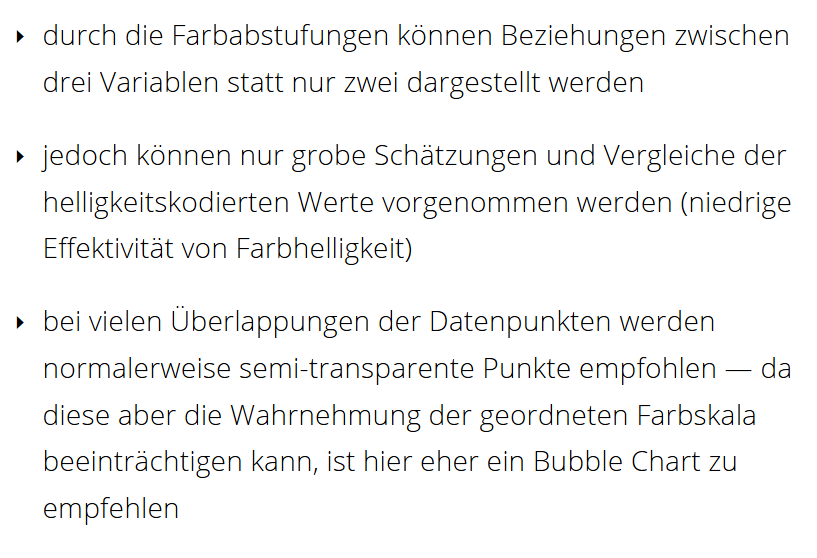 durch die Farbabstufungen können Beziehungen zwischen
drei Variablen statt nur zwei dargestellt werden
jedoch können nur grobe Schätzungen und Vergleiche der
helligkeitskodierten Werte vorgenommen werden (niedrige
Effektivität von Farbhelligkeit)
bei vielen Überlappungen der Datenpunkten werden
normalerweise semi-transparente Punkte empfohlen — da
diese aber die Wahrnehmung der geordneten Farbskala
beeinträchtigen kann, ist hier eher ein Bubble Chart zu
empfehlen